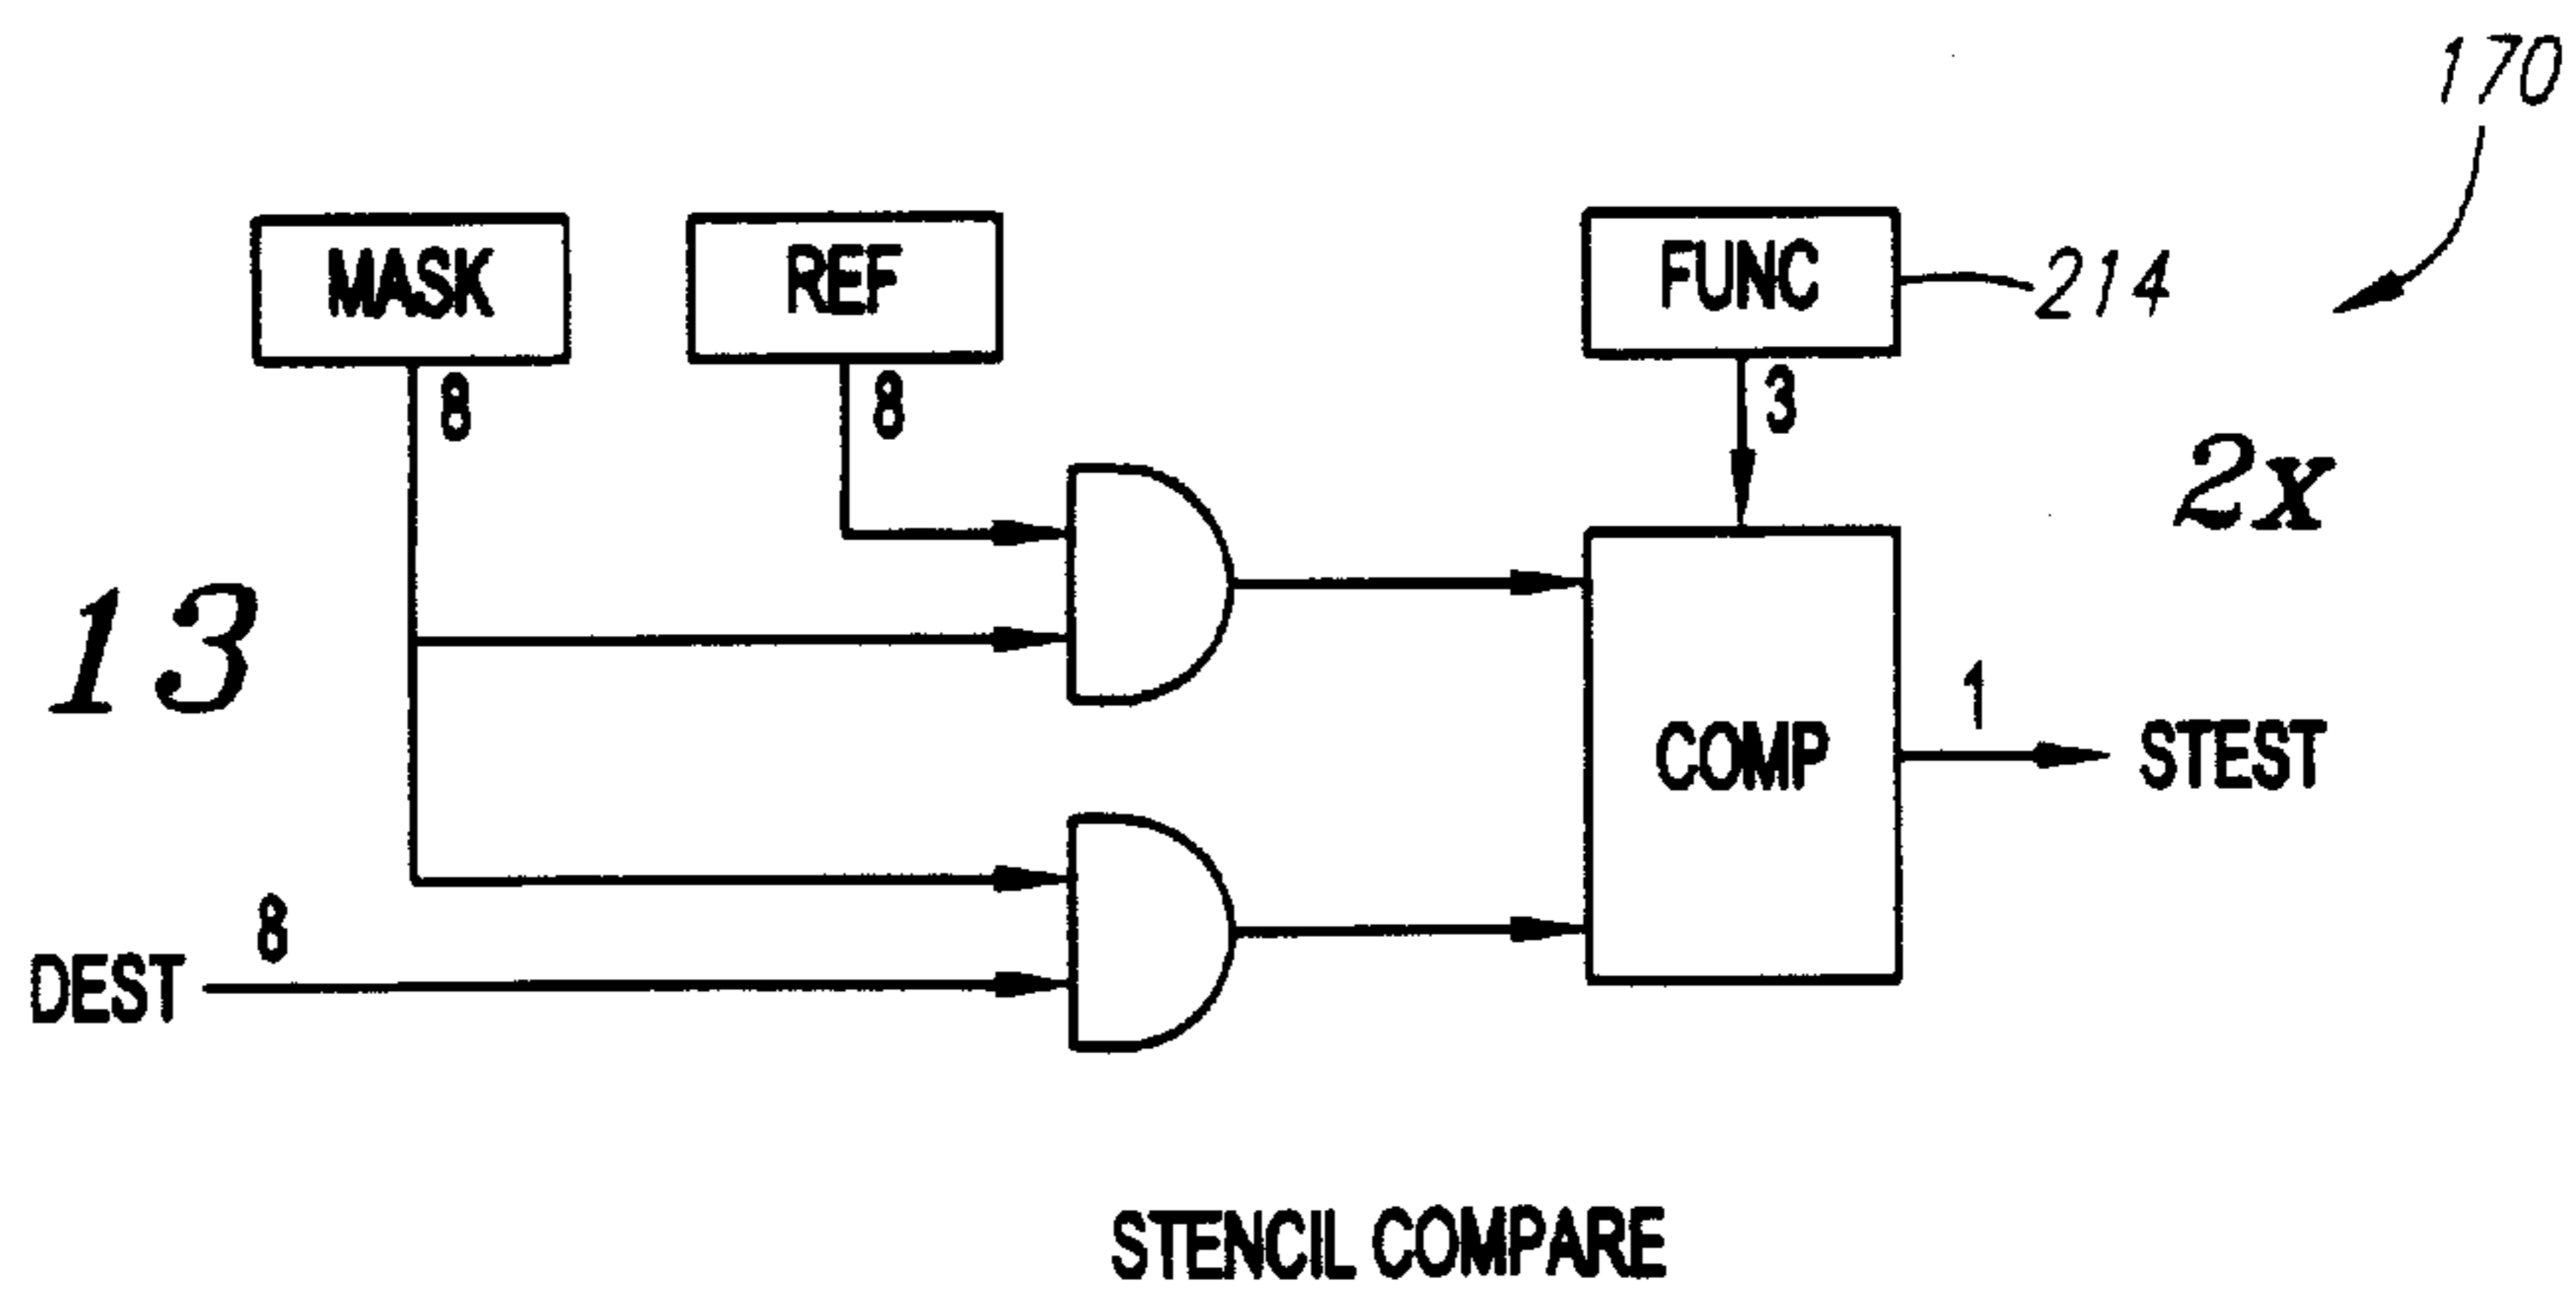 170
MASK
REF
FUNC
214
8
8
3
2x
13
1
COMP
STEST
8
DEST
STENCIL COMPARE